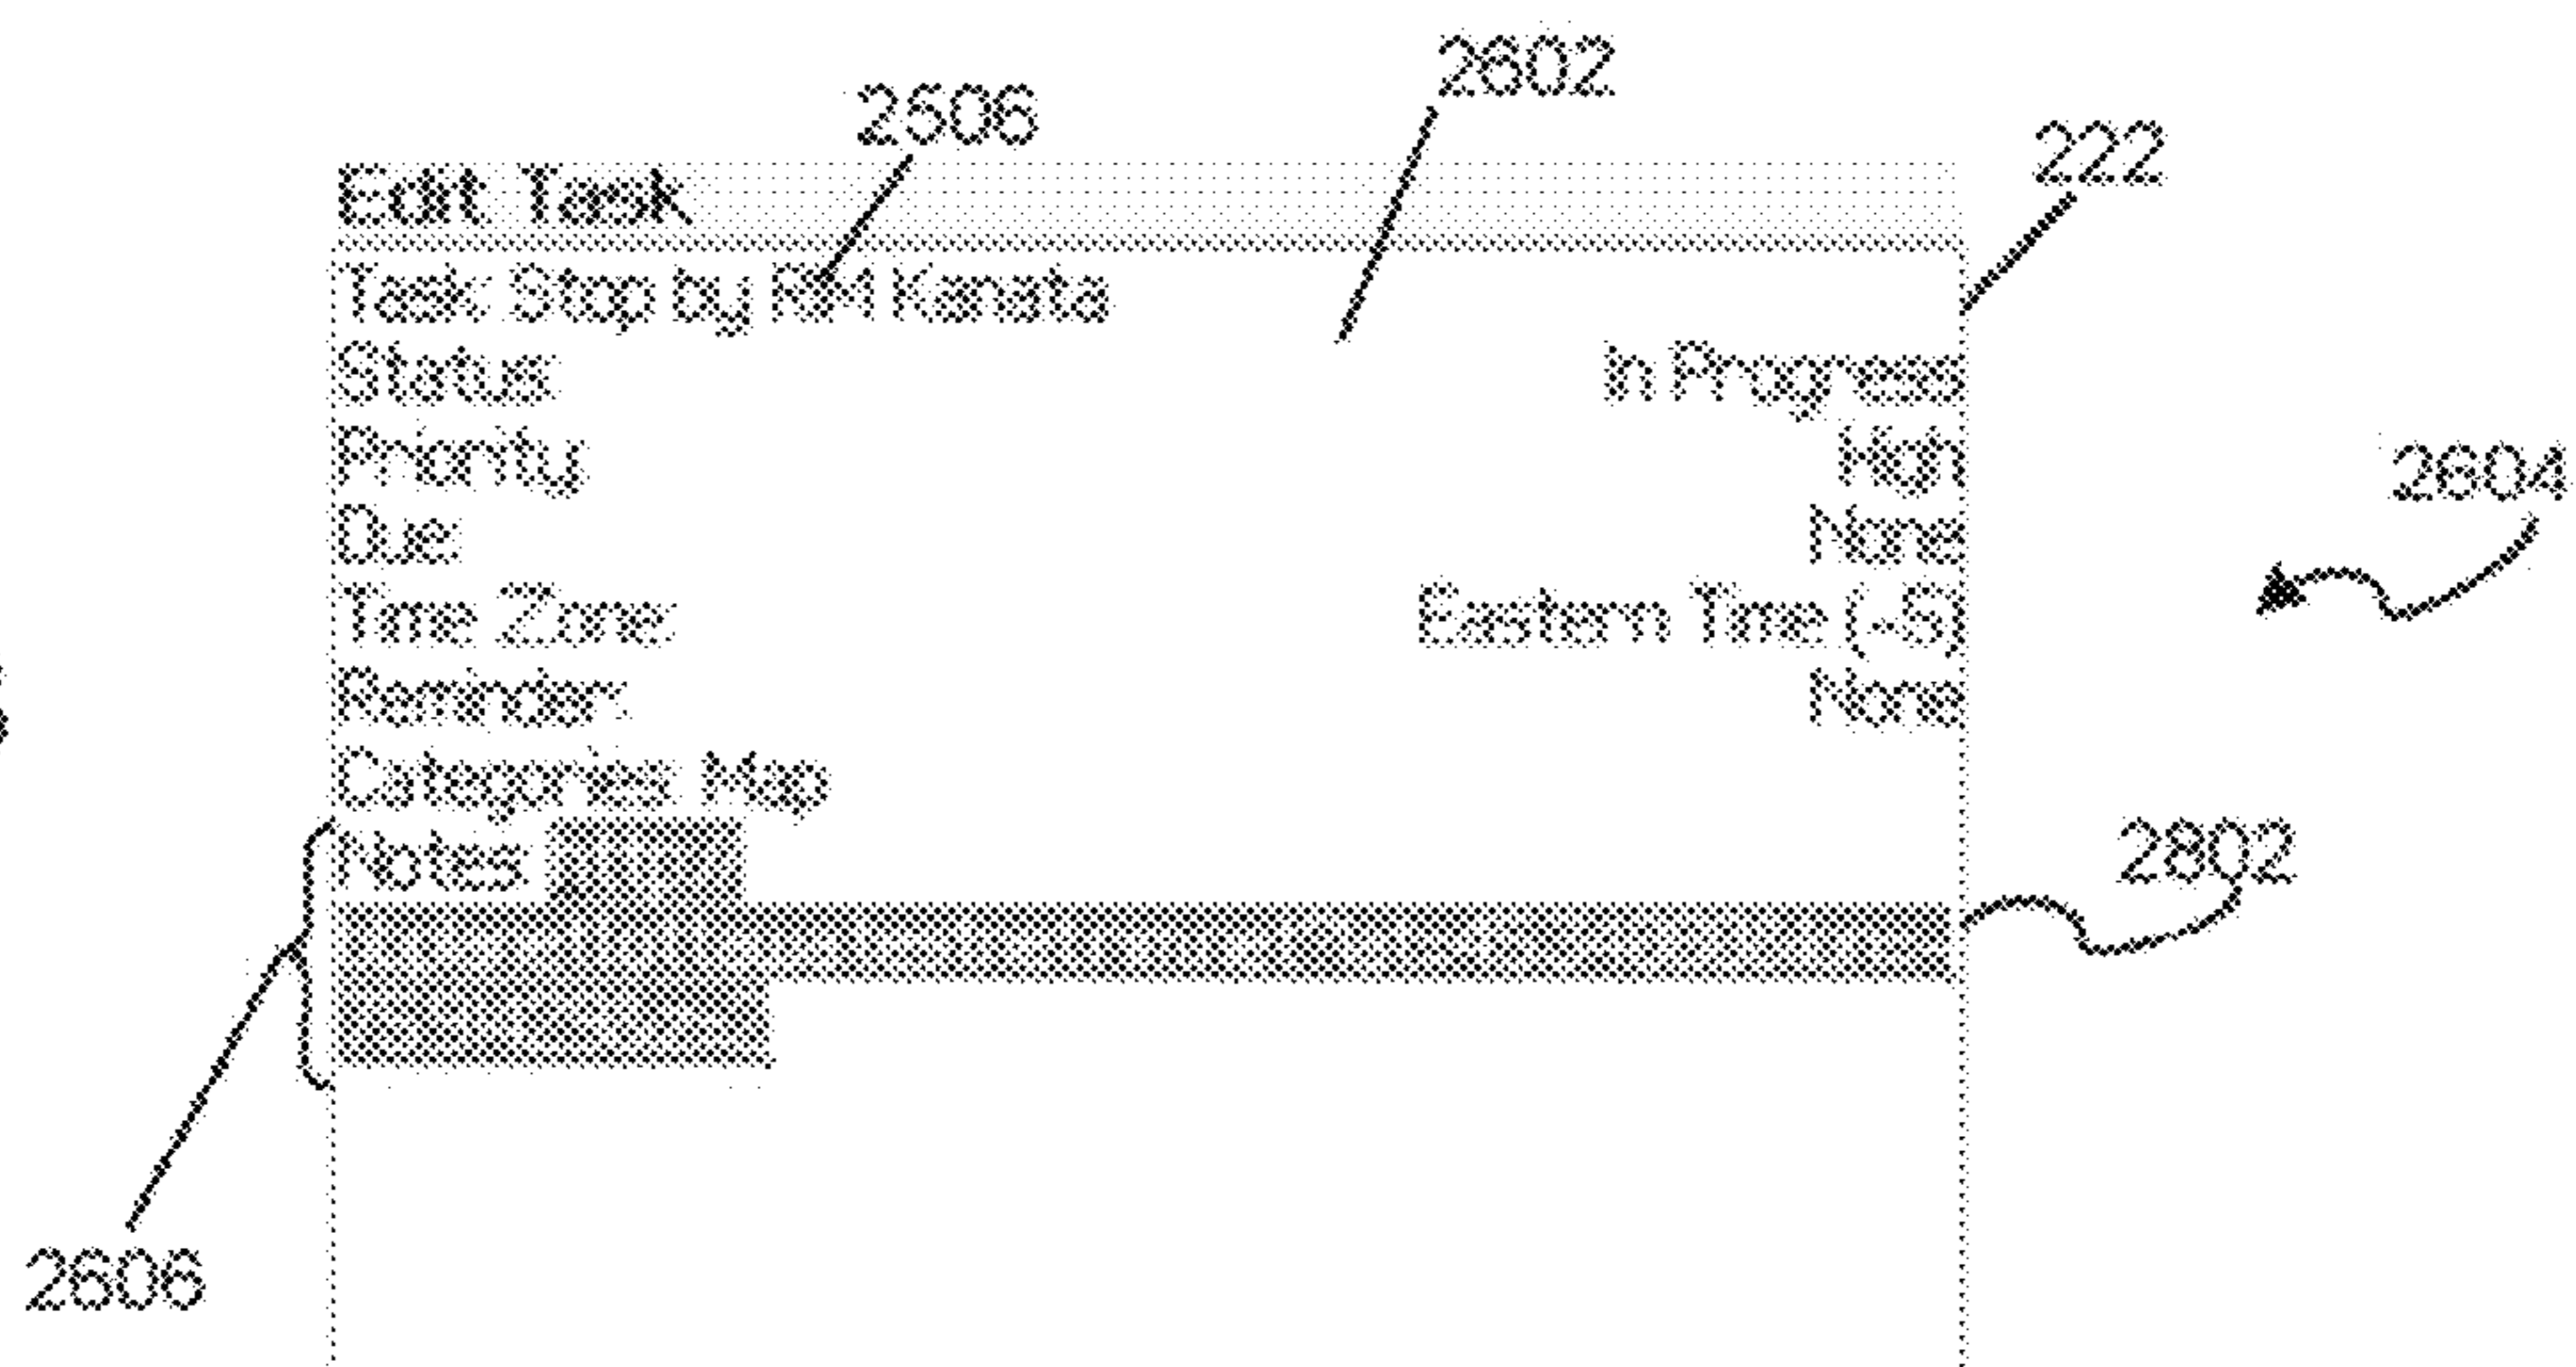 2602
2506
222
Edit Task
Task: Stop by RIM Kanata
Status: In Progress
Priority: High
2604
Due: None
Time Zone: Eastern Time (-5)
Reminder: None
Categories: Map
Notes:
2802
2606